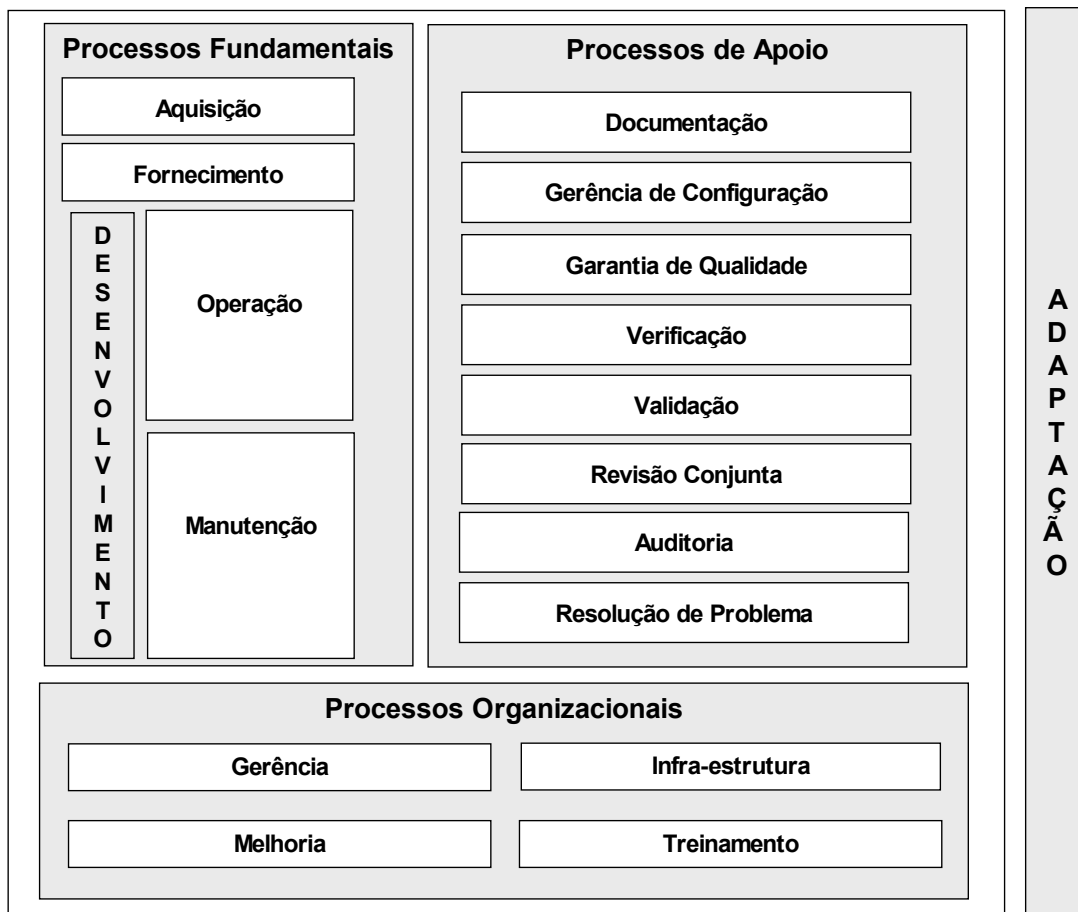 Processos Fundamentais
Aquisição
Fornecimento
DESENVOLVIMENTO
Operação
Manutenção
Processos de Apoio
Documentação
Gerência de Configuração
Garantia de Qualidade
Verificação
Validação
Revisão Conjunta
Auditoria
Resolução de Problema
Processos Organizacionais
Gerência
Infra-estrutura
Melhoria
Treinamento
ADAPTAÇÃO